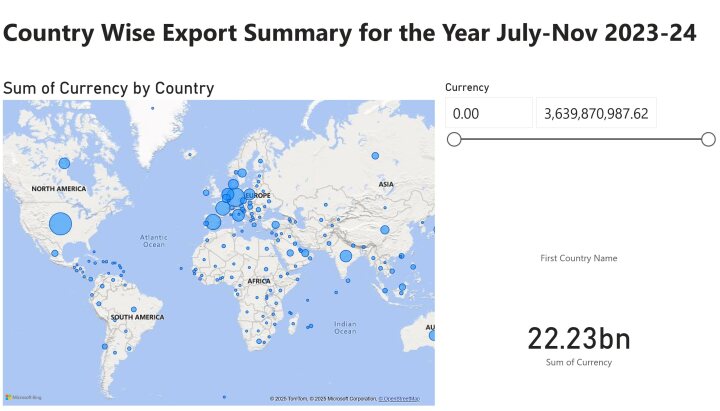 Country Wise Export Summary for the Year July-Nov 2023-24
Sum of Currency by Country
Currency
0.00
3,639,870,987.62
NORTH AMERICA
EUROPE
ASIA
Atlantic
Ocean
AFRICA
SOUTH AMERICA
Indian
Ocean
AU
Microsoft Bing
© 2025 TomTom, © 2025 Microsoft Corporation, © OpenStreetMap
First Country Name
22.23bn
Sum of Currency